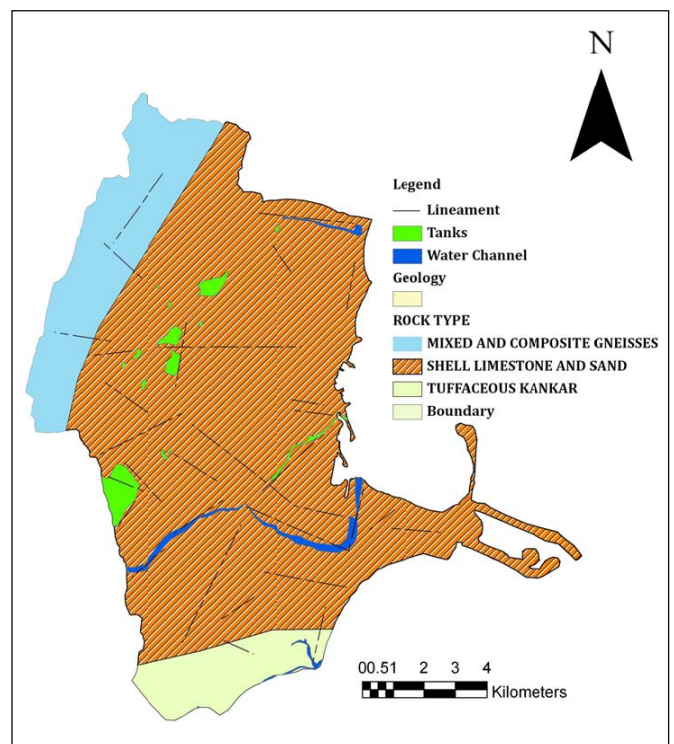 N
Legend
Lineament
Tanks
Water Channel
Geology
ROCK TYPE
MIXED AND COMPOSITE GNEISSES
SHELL LIMESTONE AND SAND
TUFFACEOUS KANKAR
Boundary
00.51 2 3 4
Kilometers